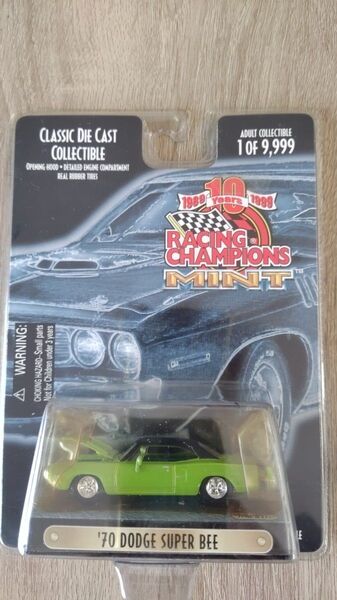 CLASSIC DIE CAST
COLLECTIBLE
OPENING HOOD • DETAILED ENGINE COMPARTMENT
REAL RUBBER TIRES
ADULT COLLECTIBLE
1 OF 9,999
1989 10 Years 1999
RACING
CHAMPIONS
MINT™
WARNING:
CHOKING HAZARD-Small parts
Not for Children under 3 years
'70 DODGE SUPER BEE